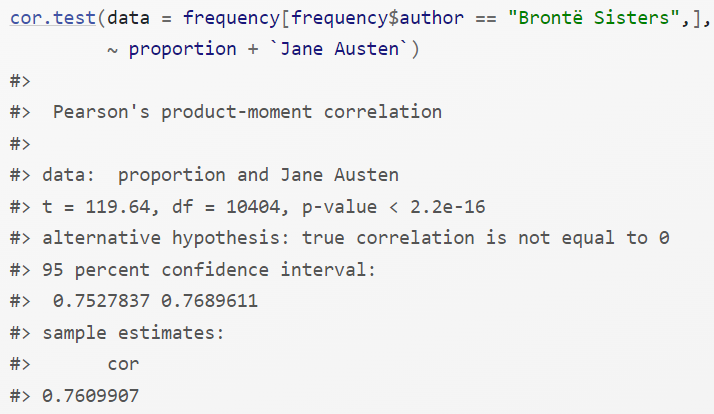 cor.test(data = frequency[frequency$author == "Brontë Sisters",],
         ~ proportion + `Jane Austen`)
#>
#>  Pearson's product-moment correlation
#>
#> data:  proportion and Jane Austen
#> t = 119.64, df = 10404, p-value < 2.2e-16
#> alternative hypothesis: true correlation is not equal to 0
#> 95 percent confidence interval:
#>  0.7527837 0.7689611
#> sample estimates:
#>       cor
#> 0.7609907